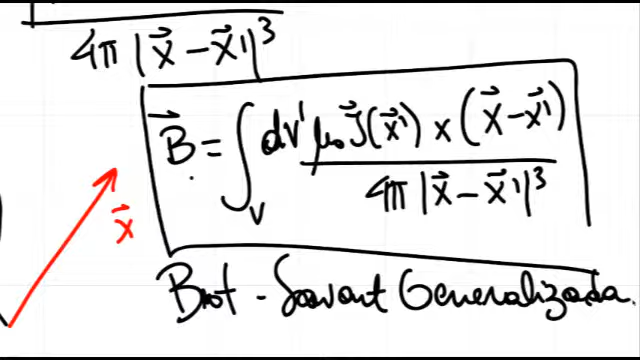 4π |x⃗ − x⃗'|³
B⃗ = ∫_V dV' μ₀ J⃗(x⃗') × (x⃗ − x⃗') / 4π |x⃗ − x⃗'|³
x⃗
Biot - Savart Generalizada.